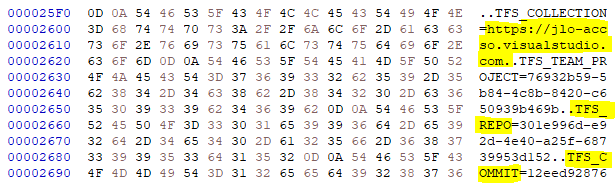 000025F0 0D 0A 54 46 53 5F 43 4F 4C 4C 45 43 54 49 4F 4E ..TFS_COLLECTION
00002600 3D 68 74 74 70 73 3A 2F 2F 6A 6C 6F 2D 61 63 63 =https://jlo-acc
00002610 73 6F 2E 76 69 73 75 61 6C 73 74 75 64 69 6F 2E so.visualstudio.
00002620 63 6F 6D 0D 0A 54 46 53 5F 54 45 41 4D 5F 50 52 com..TFS_TEAM_PR
00002630 4F 4A 45 43 54 3D 37 36 39 33 32 62 35 39 2D 35 OJECT=76932b59-5
00002640 62 38 34 2D 34 63 38 62 2D 38 34 32 30 2D 63 36 b84-4c8b-8420-c6
00002650 35 30 39 33 39 62 34 36 39 62 0D 0A 54 46 53 5F 50939b469b..TFS_
00002660 52 45 50 4F 3D 33 30 31 65 39 39 36 64 2D 65 39 REPO=301e996d-e9
00002670 32 64 2D 34 65 34 30 2D 61 32 35 66 2D 36 38 37 2d-4e40-a25f-687
00002680 33 39 39 35 33 64 31 35 32 0D 0A 54 46 53 5F 43 39953d152..TFS_C
00002690 4F 4D 4D 49 54 3D 31 32 65 65 64 39 32 38 37 36 OMMIT=12eed92876